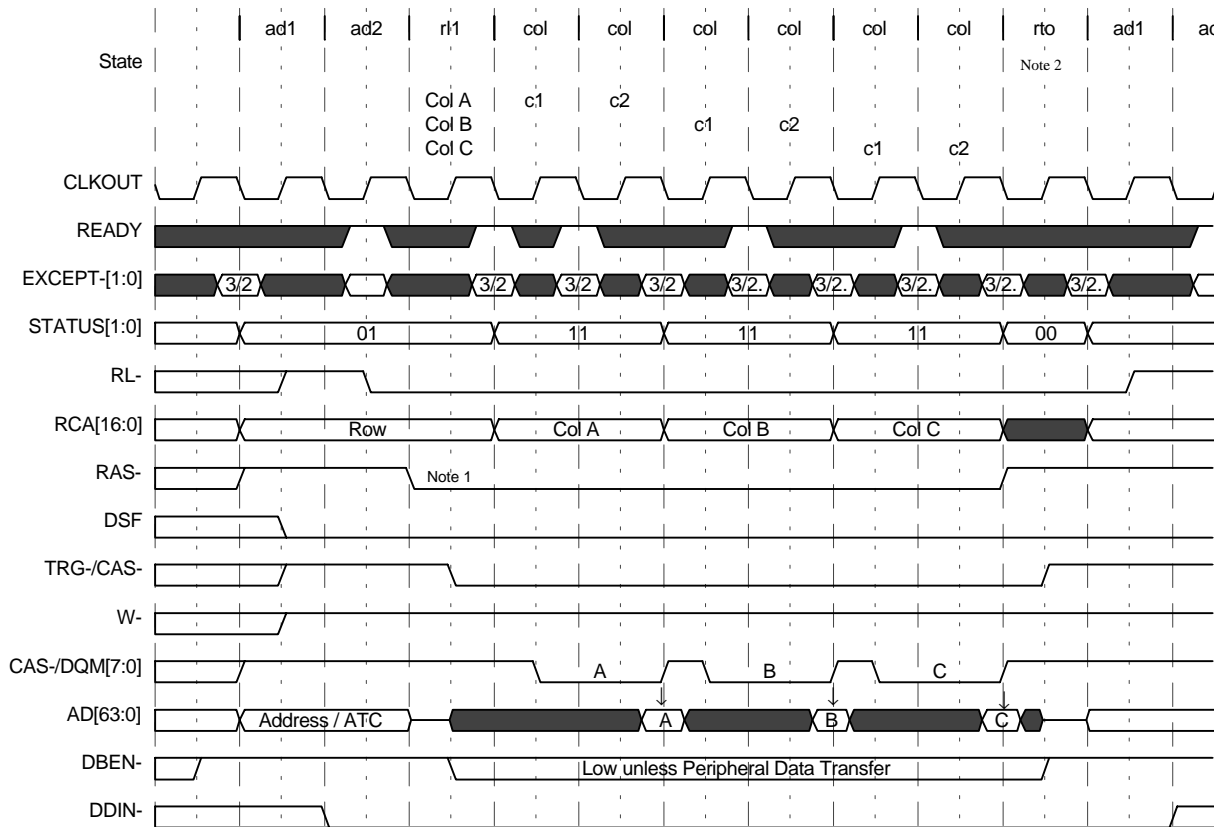 ad1 ad2 rl1 col col col col col col rto ad1 ad
State Note 2
Col A c1 c2
Col B c1 c2
Col C c1 c2
CLKOUT
READY
EXCEPT-[1:0] 3/2 3/2 3/2 3/2 3/2. 3/2. 3/2. 3/2. 3/2.
STATUS[1:0] 01 11 11 11 00
RL-
RCA[16:0] Row Col A Col B Col C
RAS- Note 1
DSF
TRG-/CAS-
W-
CAS-/DQM[7:0] A B C
AD[63:0] Address / ATC A B C
DBEN- Low unless Peripheral Data Transfer
DDIN-